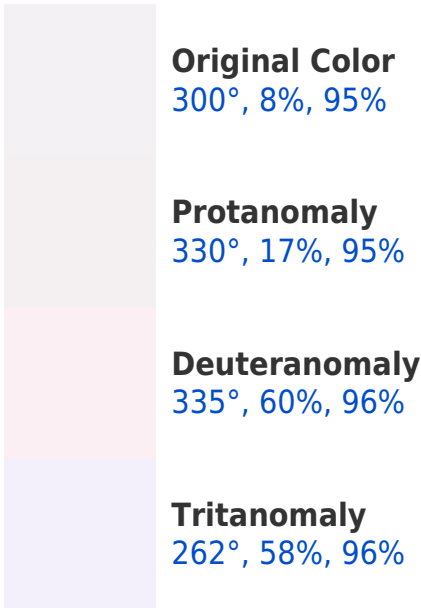 Original Color
300°, 8%, 95%
Protanomaly
330°, 17%, 95%
Deuteranomaly
335°, 60%, 96%
Tritanomaly
262°, 58%, 96%